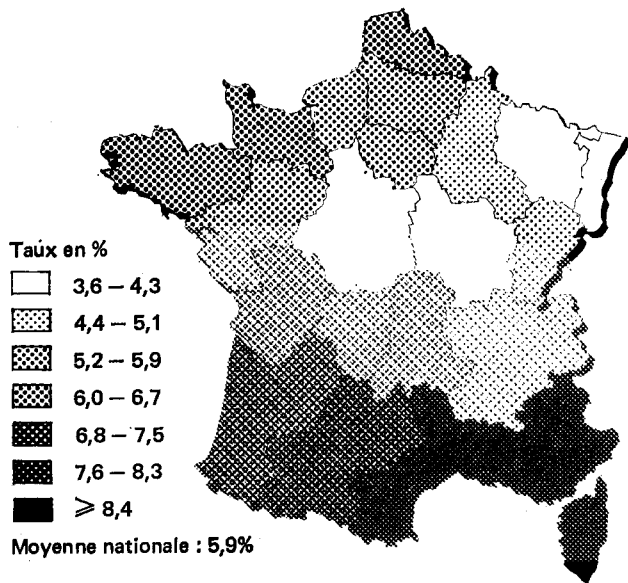 Taux en %
3,6 – 4,3
4,4 – 5,1
5,2 – 5,9
6,0 – 6,7
6,8 – 7,5
7,6 – 8,3
⩾ 8,4
Moyenne nationale : 5,9%